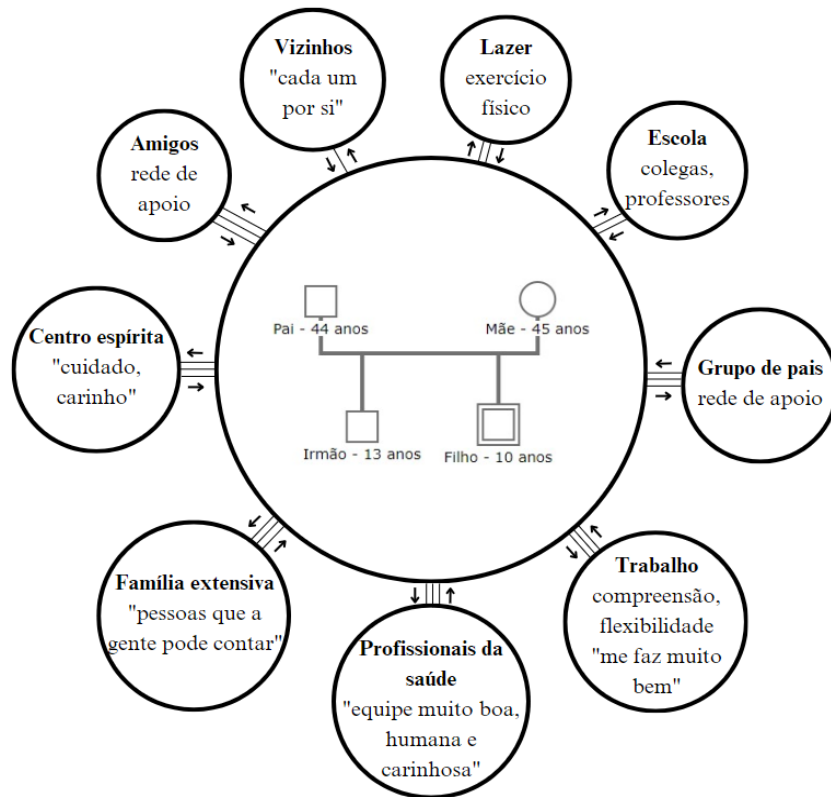 Vizinhos
"cada um
por si"
Lazer
exercício
físico
Amigos
rede de
apoio
Escola
colegas,
professores
Centro espírita
"cuidado,
carinho"
Pai - 44 anos
Mãe - 45 anos
Irmão - 13 anos
Filho - 10 anos
Grupo de pais
rede de apoio
Família extensiva
"pessoas que a
gente pode contar"
Profissionais da
saúde
"equipe muito boa,
humana e
carinhosa"
Trabalho
compreensão,
flexibilidade
"me faz muito
bem"